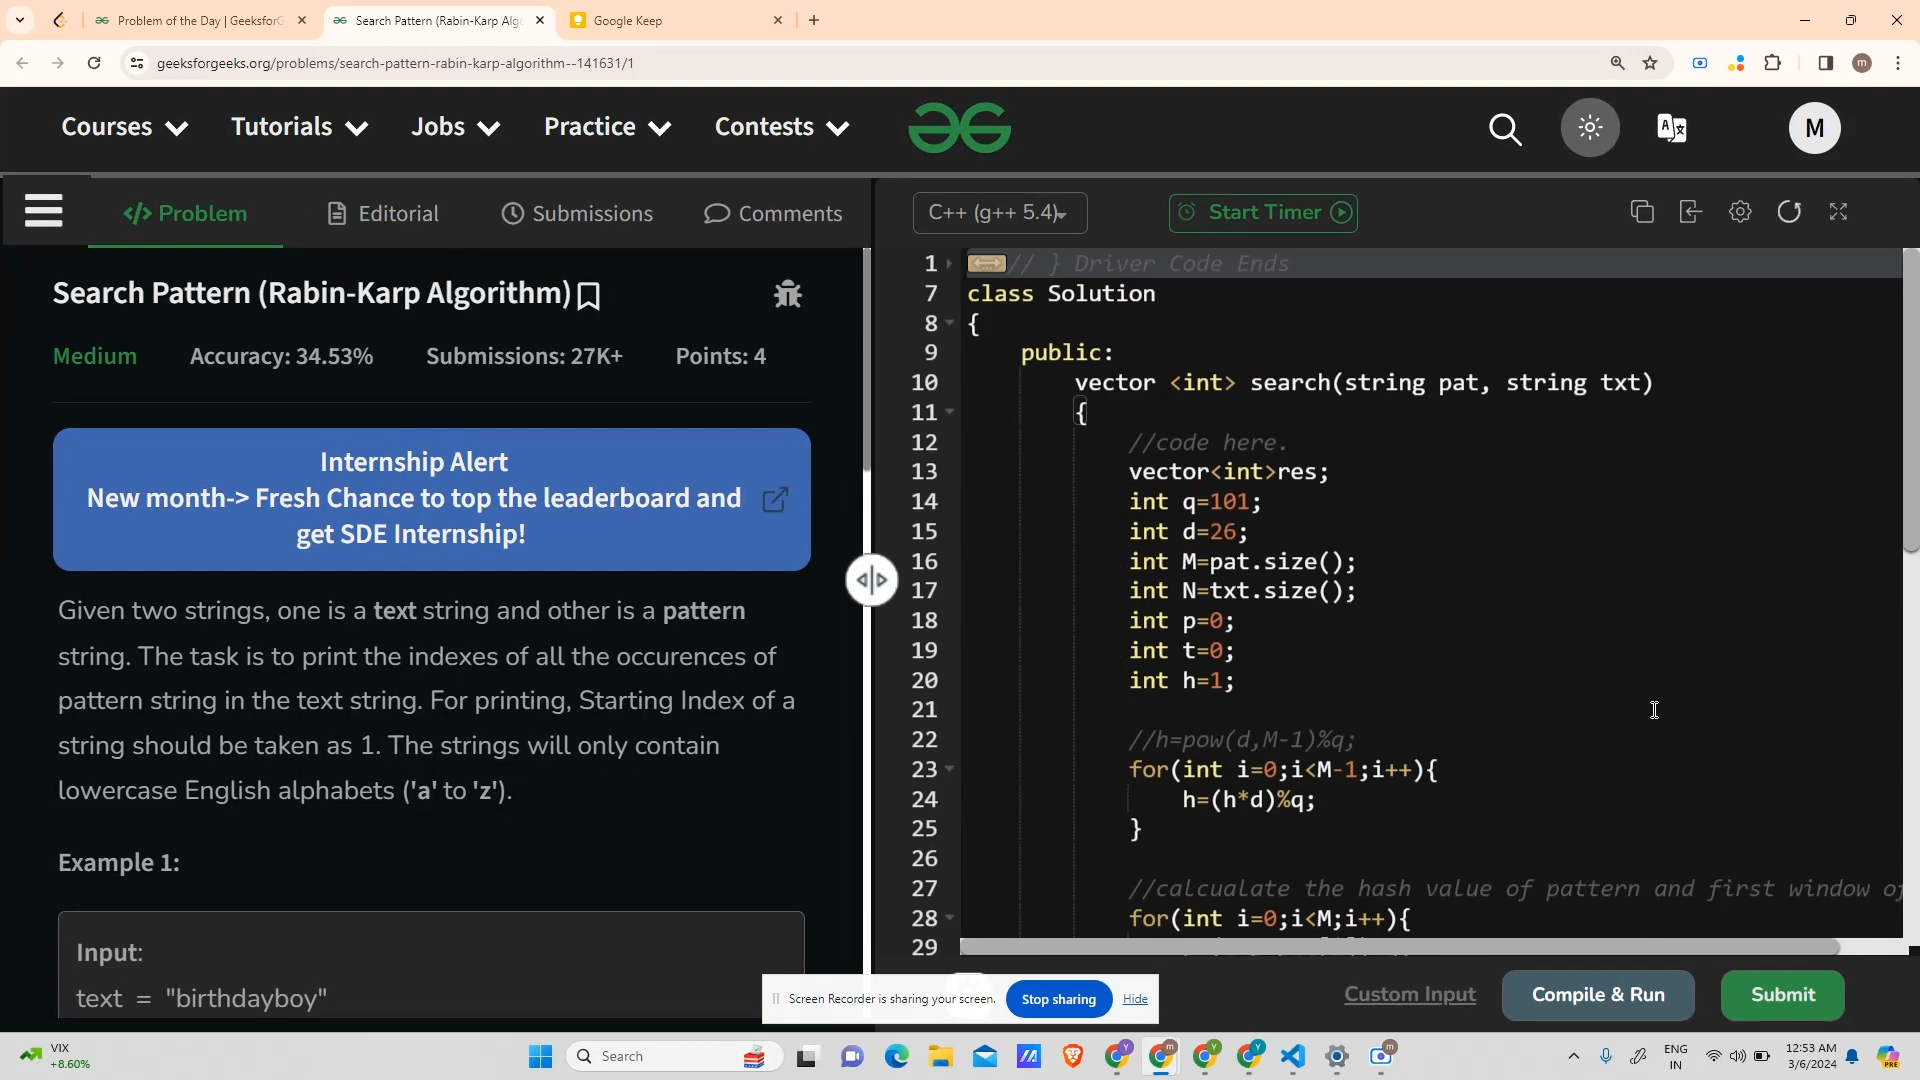 Problem of the Day | GeeksforG
Search Pattern (Rabin-Karp Algo
Google Keep
geeksforgeeks.org/problems/search-pattern-rabin-karp-algorithm--141631/1
m
Courses Tutorials Jobs Practice Contests
M
</> Problem Editorial Submissions Comments
C++ (g++ 5.4) Start Timer
Search Pattern (Rabin-Karp Algorithm)
Medium Accuracy: 34.53% Submissions: 27K+ Points: 4
Internship Alert
New month-> Fresh Chance to top the leaderboard and
get SDE Internship!
Given two strings, one is a text string and other is a pattern
string. The task is to print the indexes of all the occurences of
pattern string in the text string. For printing, Starting Index of a
string should be taken as 1. The strings will only contain
lowercase English alphabets ('a' to 'z').
Example 1:
Input:
text = "birthdayboy"
1 // } Driver Code Ends
7 class Solution
8 {
9 public:
10 vector <int> search(string pat, string txt)
11 {
12 //code here.
13 vector<int>res;
14 int q=101;
15 int d=26;
16 int M=pat.size();
17 int N=txt.size();
18 int p=0;
19 int t=0;
20 int h=1;
21
22 //h=pow(d,M-1)%q;
23 for(int i=0;i<M-1;i++){
24 h=(h*d)%q;
25 }
26
27 //calcualate the hash value of pattern and first window of
28 for(int i=0;i<M;i++){
29
Screen Recorder is sharing your screen. Stop sharing Hide
Custom Input Compile & Run Submit
VIX
+8.60%
Search
ENG
IN
12:53 AM
3/6/2024